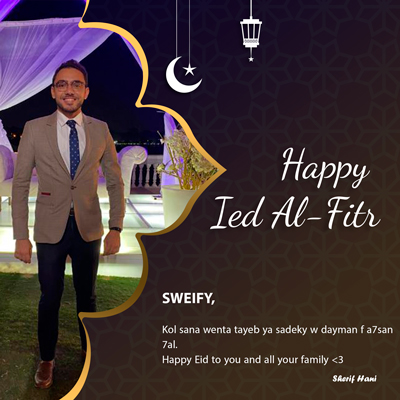 Happy
Ied Al-Fitr
SWEIFY,
Kol sana wenta tayeb ya sadeky w dayman f a7san
7al.
Happy Eid to you and all your family <3
Sherif Hani